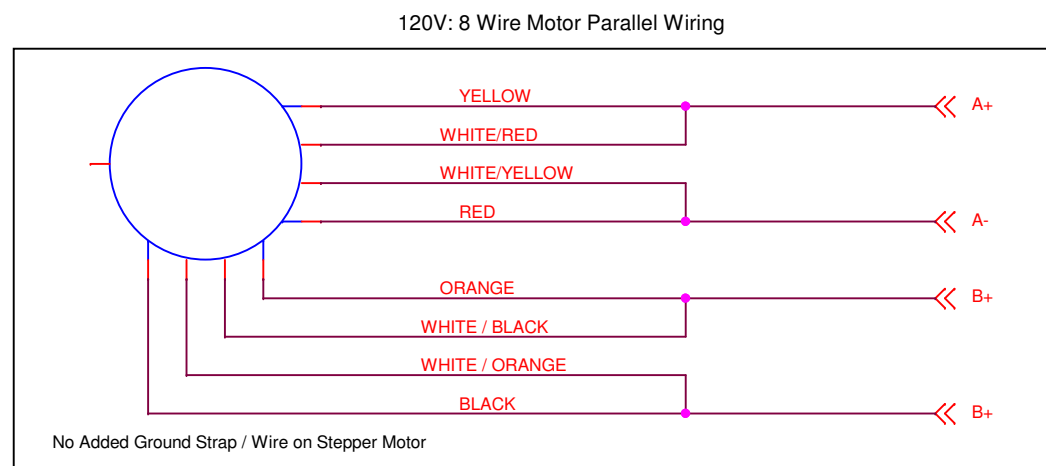 120V: 8 Wire Motor Parallel Wiring
YELLOW
A+
WHITE/RED
WHITE/YELLOW
RED
A-
ORANGE
B+
WHITE / BLACK
WHITE / ORANGE
BLACK
B+
No Added Ground Strap / Wire on Stepper Motor